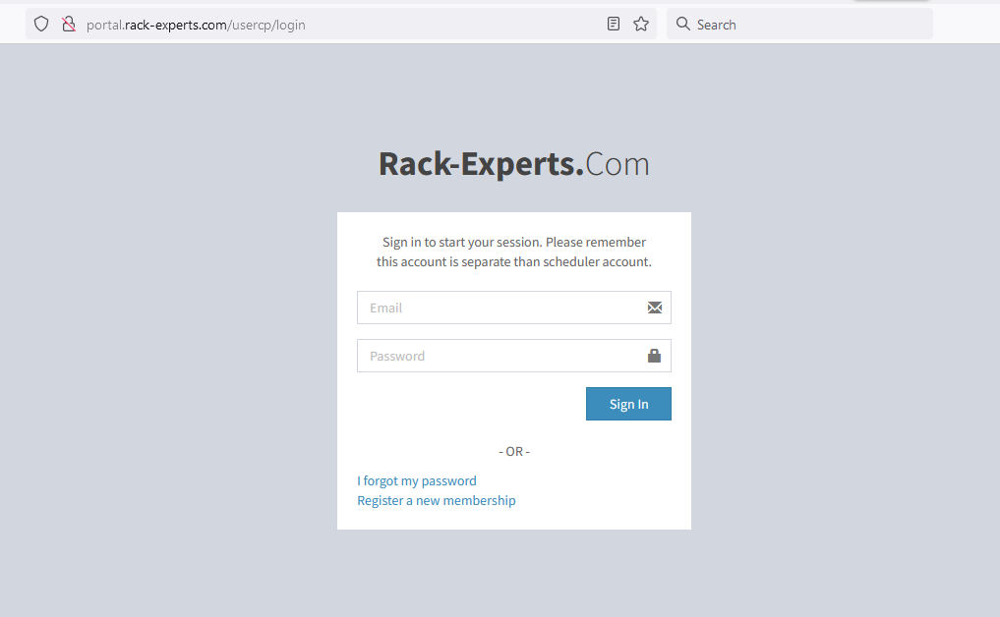 portal.rack-experts.com/usercp/login
Search
Rack-Experts.Com
Sign in to start your session. Please remember
this account is separate than scheduler account.
Email
Password
Sign In
- OR -
I forgot my password
Register a new membership